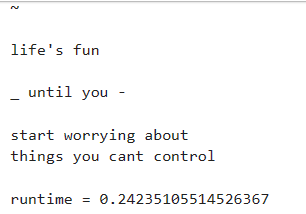 ~
life's fun
_ until you -
start worrying about
things you cant control
runtime = 0.24235105514526367